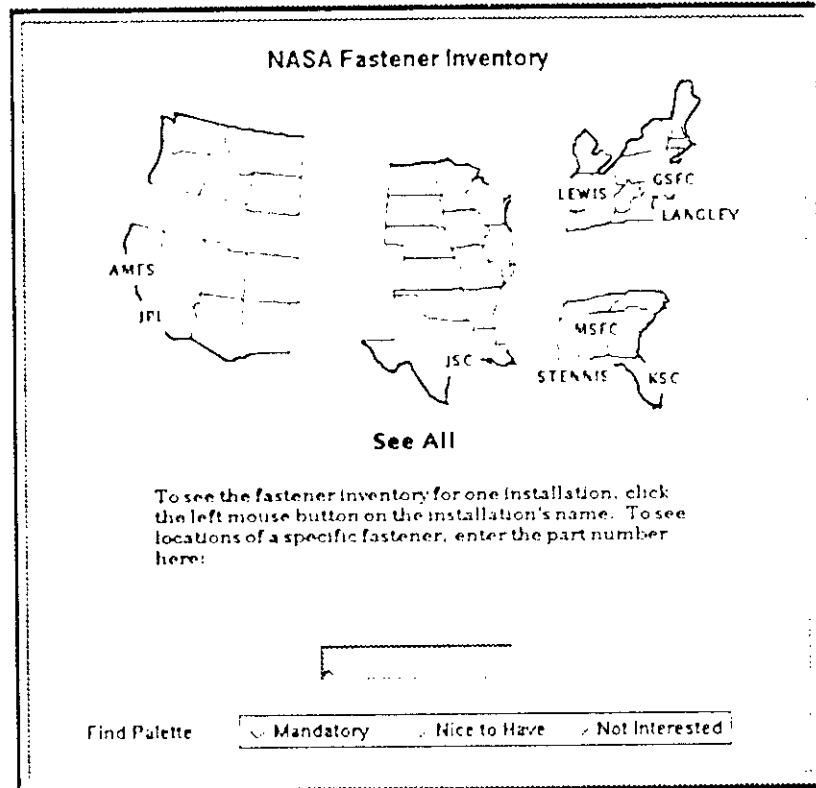 NASA Fastener Inventory
LEWIS
GSFC
LANGLEY
AMES
JPL
MSFC
JSC
STENNIS
KSC
See All
To see the fastener inventory for one installation, click
the left mouse button on the installation's name. To see
locations of a specific fastener, enter the part number
here:
Find Palette
Mandatory
Nice to Have
Not Interested